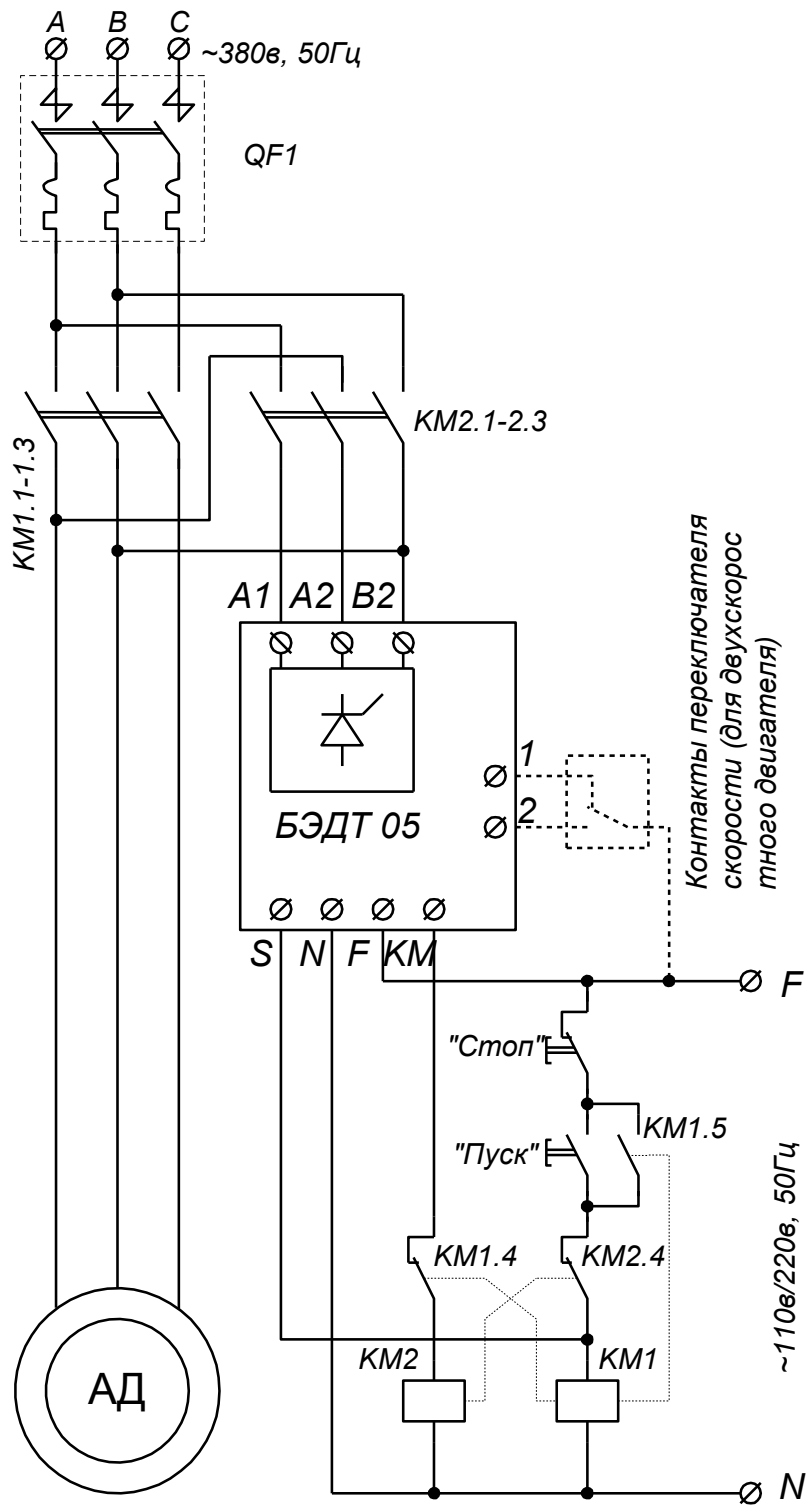 A B C
~380в, 50Гц
QF1
KM1.1-1.3
KM2.1-2.3
A1 A2 B2
1
2
БЭДТ 05
Контакты переключателя
скорости (для двухскорос
тного двигателя)
S N F KM
F
"Стоп"
"Пуск"
KM1.5
KM1.4
KM2.4
~110в/220в, 50Гц
KM2
KM1
АД
N